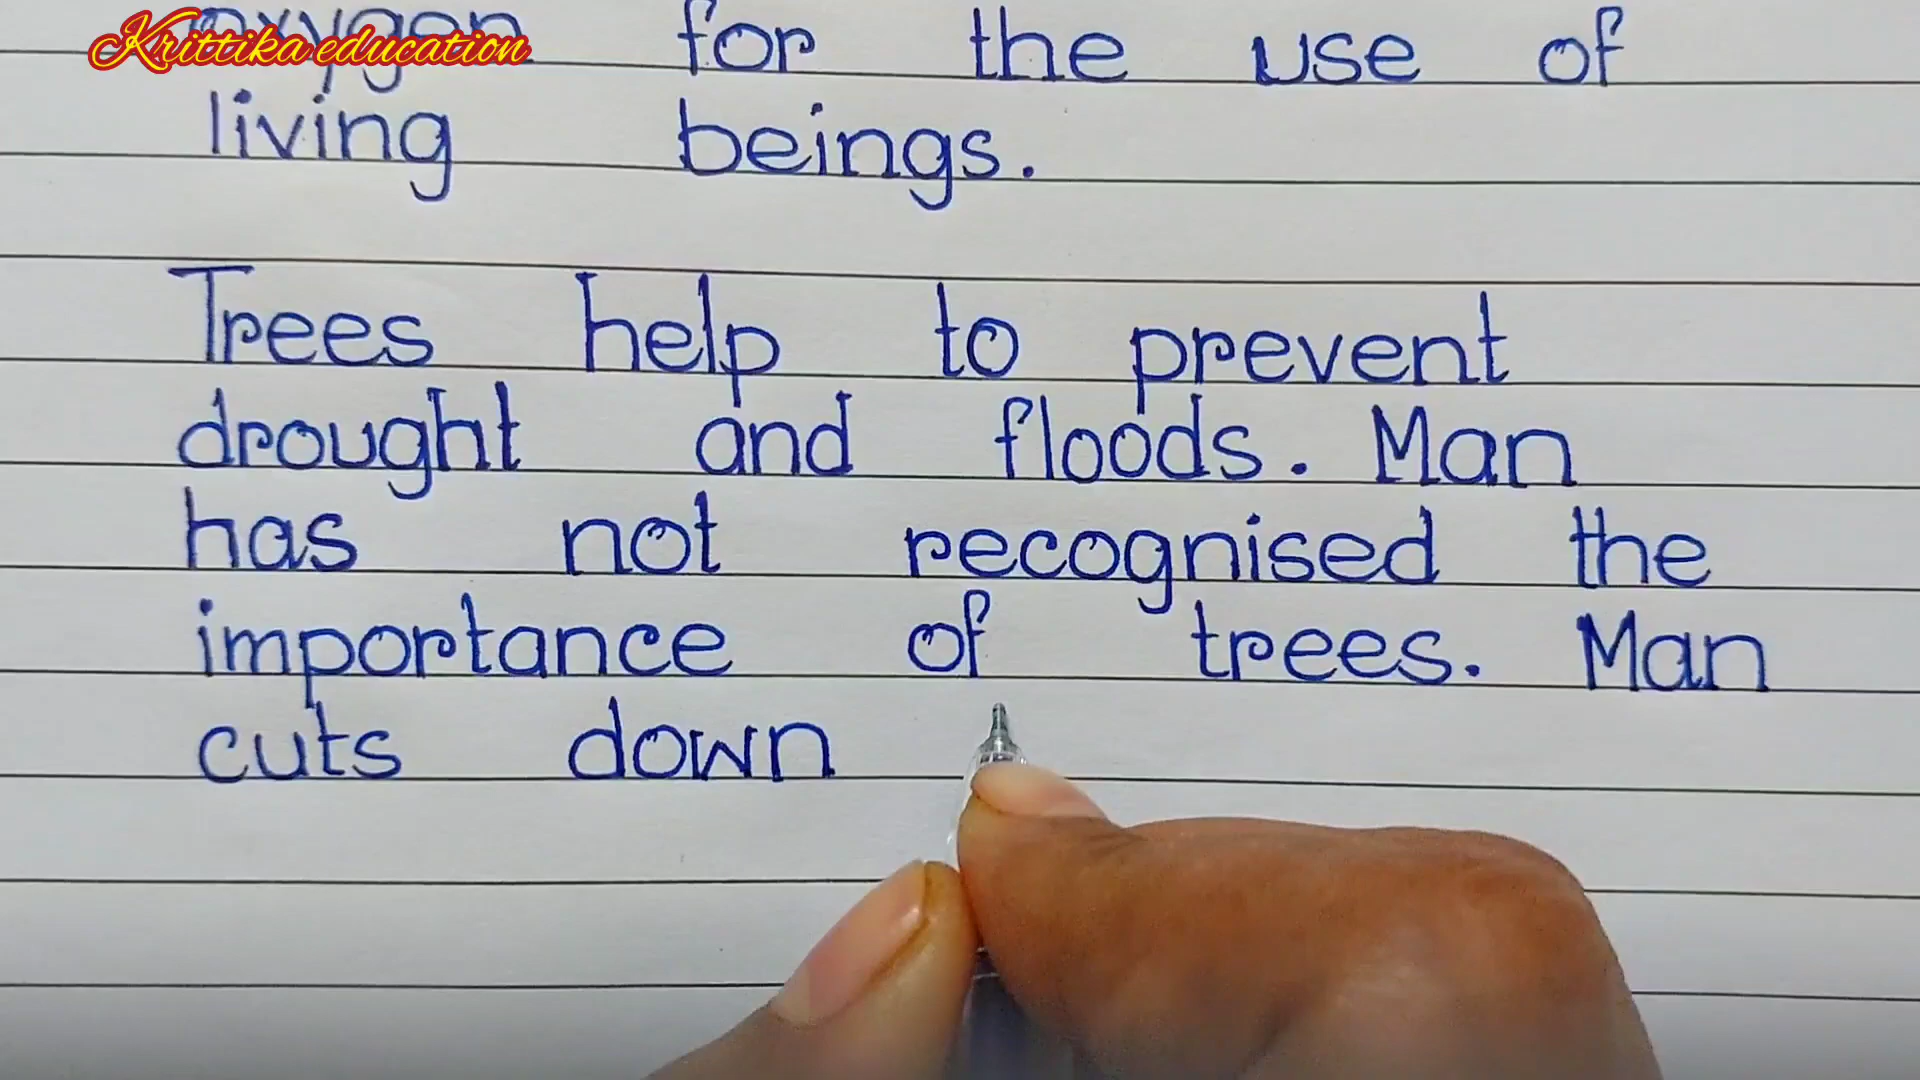 Krittika education
oxygen for the use of
living beings.
Trees help to prevent
drought and floods. Man
has not recognised the
importance of trees. Man
cuts down